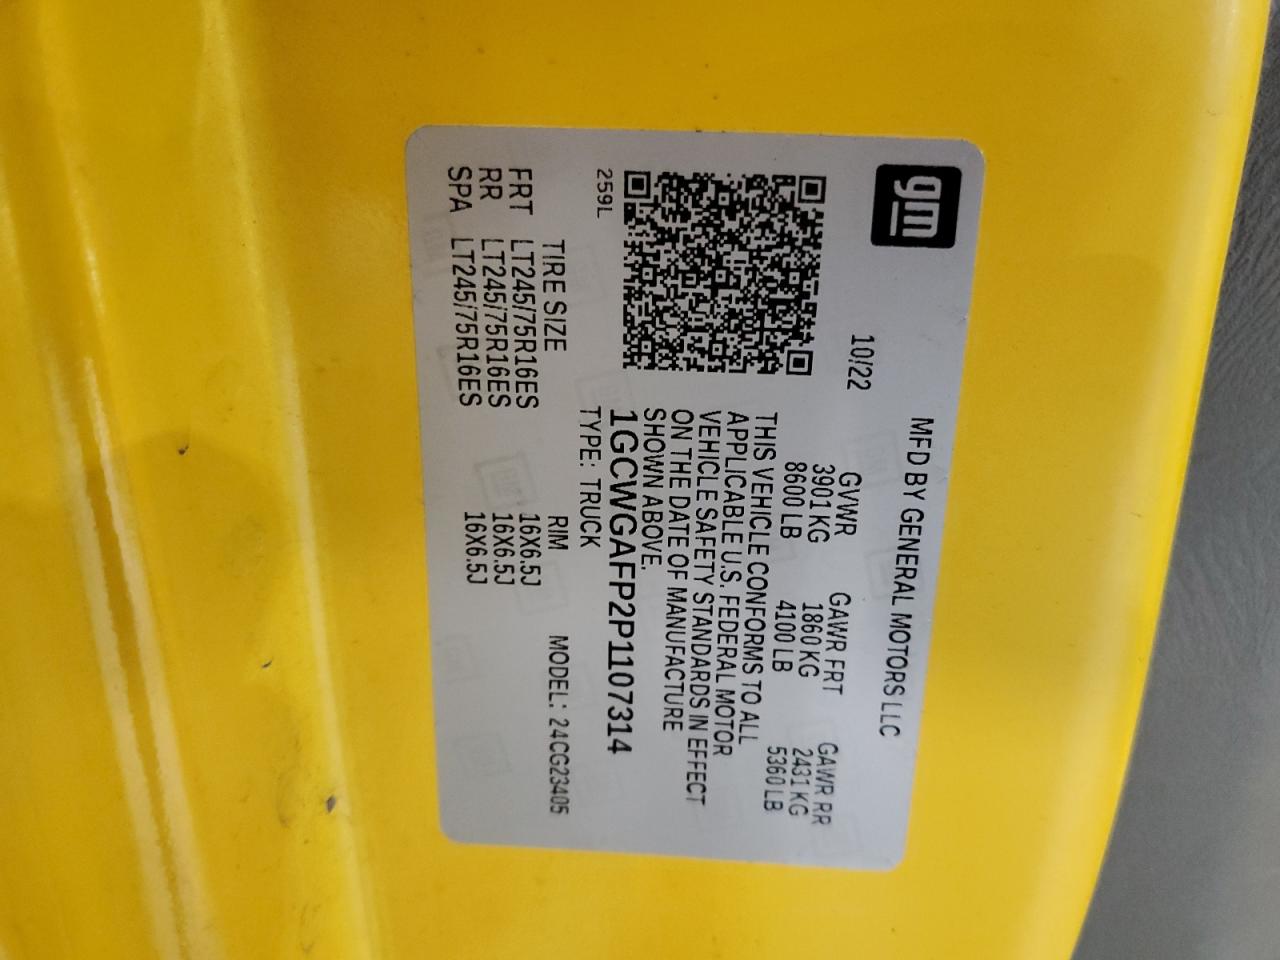 gm
MFD BY GENERAL MOTORS LLC
10/22
GVWR GAWR FRT GAWR RR
3901 KG 1860 KG 2431 KG
8600 LB 4100 LB 5360 LB
THIS VEHICLE CONFORMS TO ALL
APPLICABLE U.S. FEDERAL MOTOR
VEHICLE SAFETY STANDARDS IN EFFECT
ON THE DATE OF MANUFACTURE
SHOWN ABOVE.
1GCWGAFP2P1107314
259L
TYPE: TRUCK
TIRE SIZE RIM MODEL: 24CG23405
FRT LT245/75R16ES 16X6.5J
RR LT245/75R16ES 16X6.5J
SPA LT245/75R16ES 16X6.5J